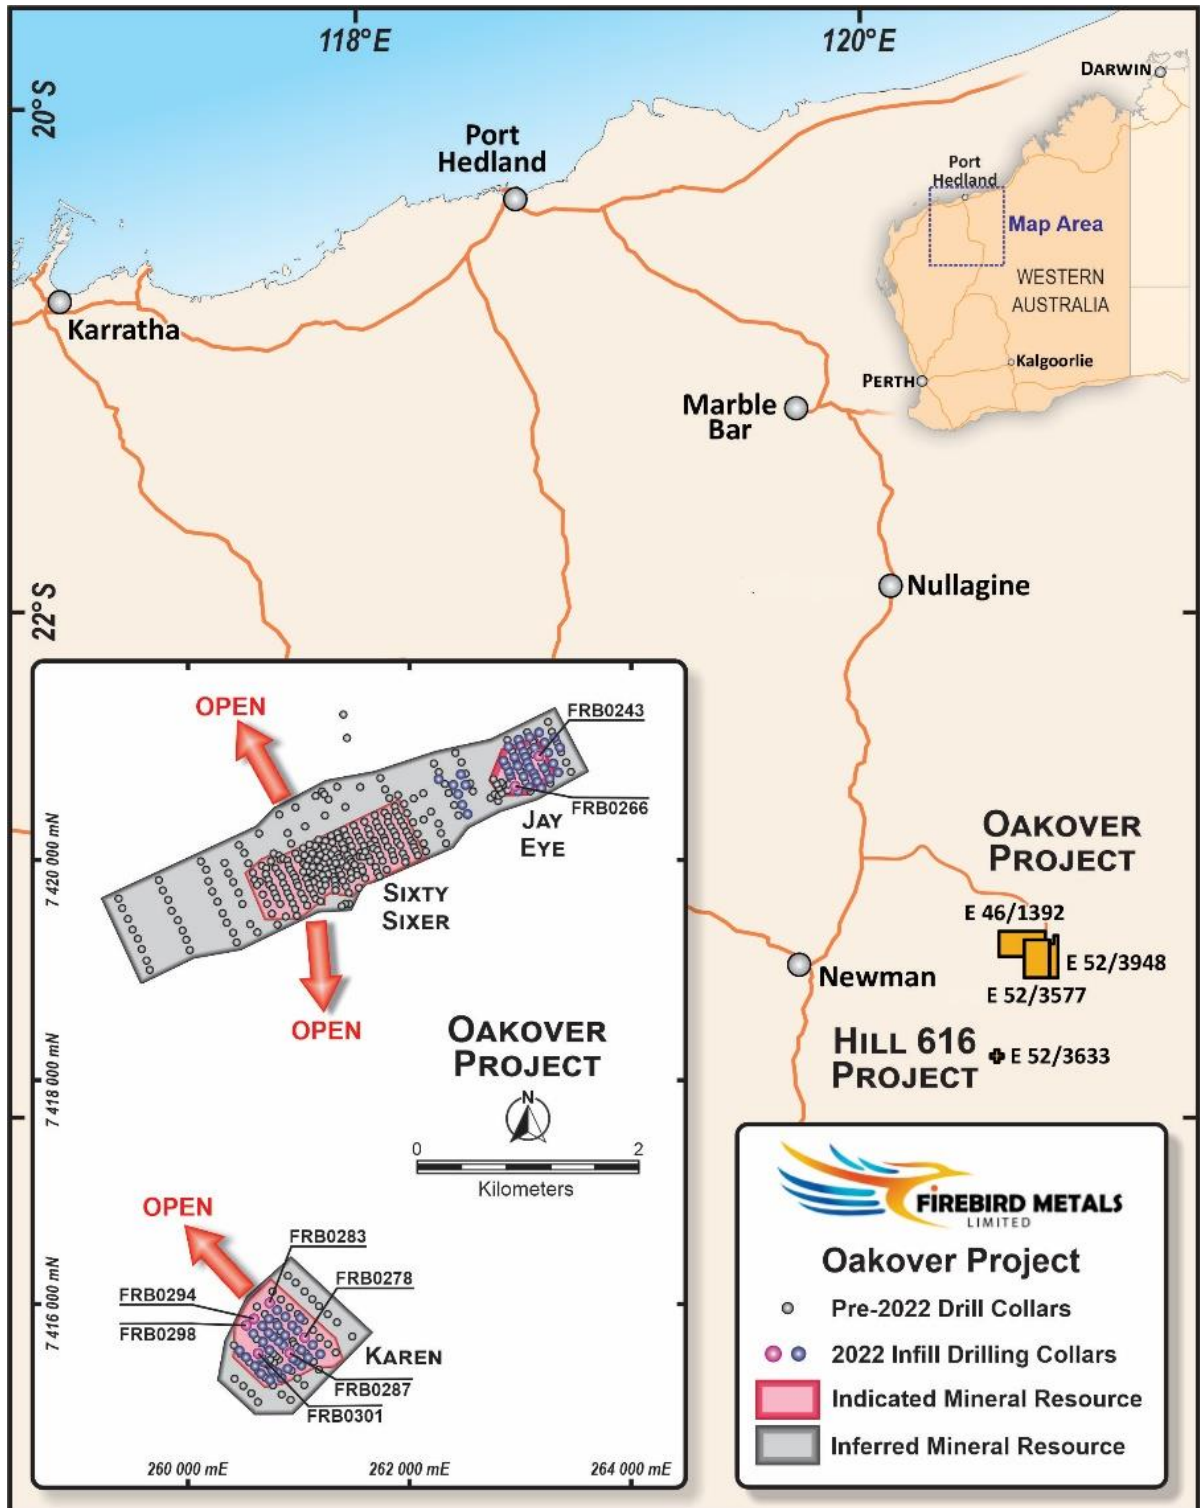 118°E
120°E
20°S
22°S
DARWIN
Port
Hedland
Map Area
WESTERN
AUSTRALIA
Kalgoorlie
PERTH
Port
Hedland
Karratha
Marble
Bar
Nullagine
Newman
OAKOVER
PROJECT
E 46/1392
E 52/3948
E 52/3577
HILL 616
PROJECT
E 52/3633
OPEN
FRB0243
FRB0266
JAY
EYE
SIXTY
SIXER
OPEN
7 420 000 mN
7 418 000 mN
7 416 000 mN
OAKOVER
PROJECT
N
0
2
Kilometers
OPEN
FRB0283
FRB0278
FRB0294
FRB0298
KAREN
FRB0287
FRB0301
260 000 mE
262 000 mE
264 000 mE
FIREBIRD METALS
LIMITED
Oakover Project
Pre-2022 Drill Collars
2022 Infill Drilling Collars
Indicated Mineral Resource
Inferred Mineral Resource